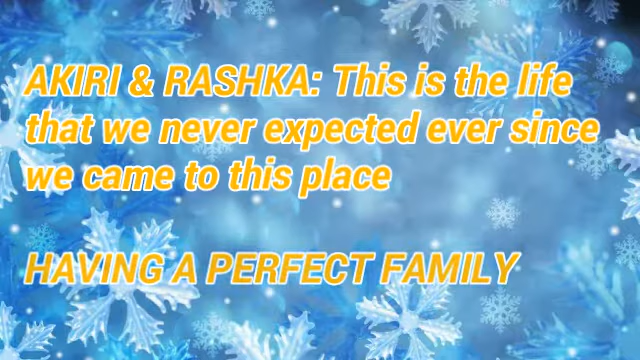 AKIRI & RASHKA: This is the life
that we never expected ever since
we came to this place
HAVING A PERFECT FAMILY